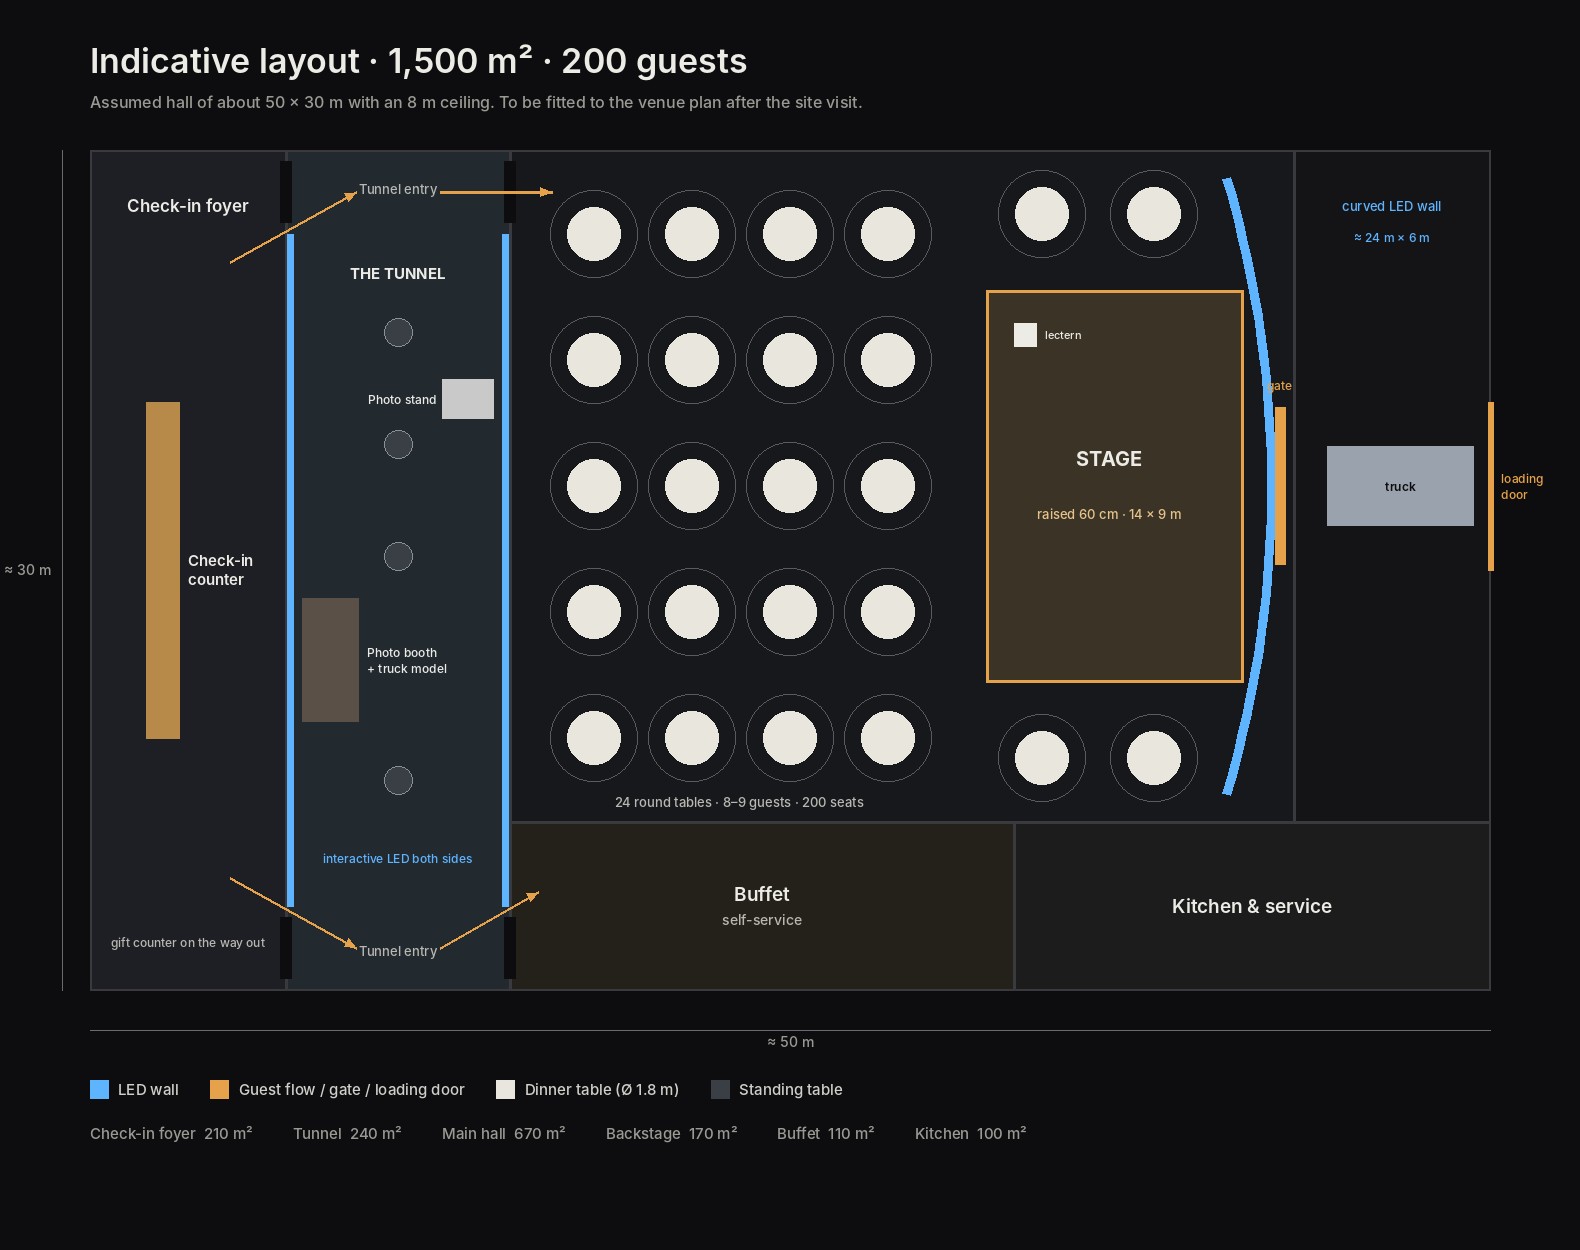 Indicative layout · 1,500 m² · 200 guests
Assumed hall of about 50 × 30 m with an 8 m ceiling. To be fitted to the venue plan after the site visit.
Check-in foyer
Tunnel entry
curved LED wall
≈ 24 m × 6 m
THE TUNNEL
lectern
gate
Photo stand
STAGE
truck
loading
door
raised 60 cm · 14 × 9 m
≈ 30 m
Check-in
counter
Photo booth
+ truck model
24 round tables · 8–9 guests · 200 seats
interactive LED both sides
Buffet
self-service
Kitchen & service
gift counter on the way out
Tunnel entry
≈ 50 m
LED wall
Guest flow / gate / loading door
Dinner table (Ø 1.8 m)
Standing table
Check-in foyer 210 m²
Tunnel 240 m²
Main hall 670 m²
Backstage 170 m²
Buffet 110 m²
Kitchen 100 m²